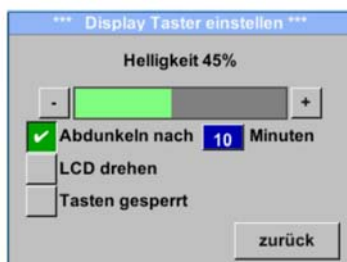 *** Display Taster einstellen ***
Helligkeit 45%
- +
✔ Abdunkeln nach 10 Minuten
LCD drehen
Tasten gesperrt
zurück